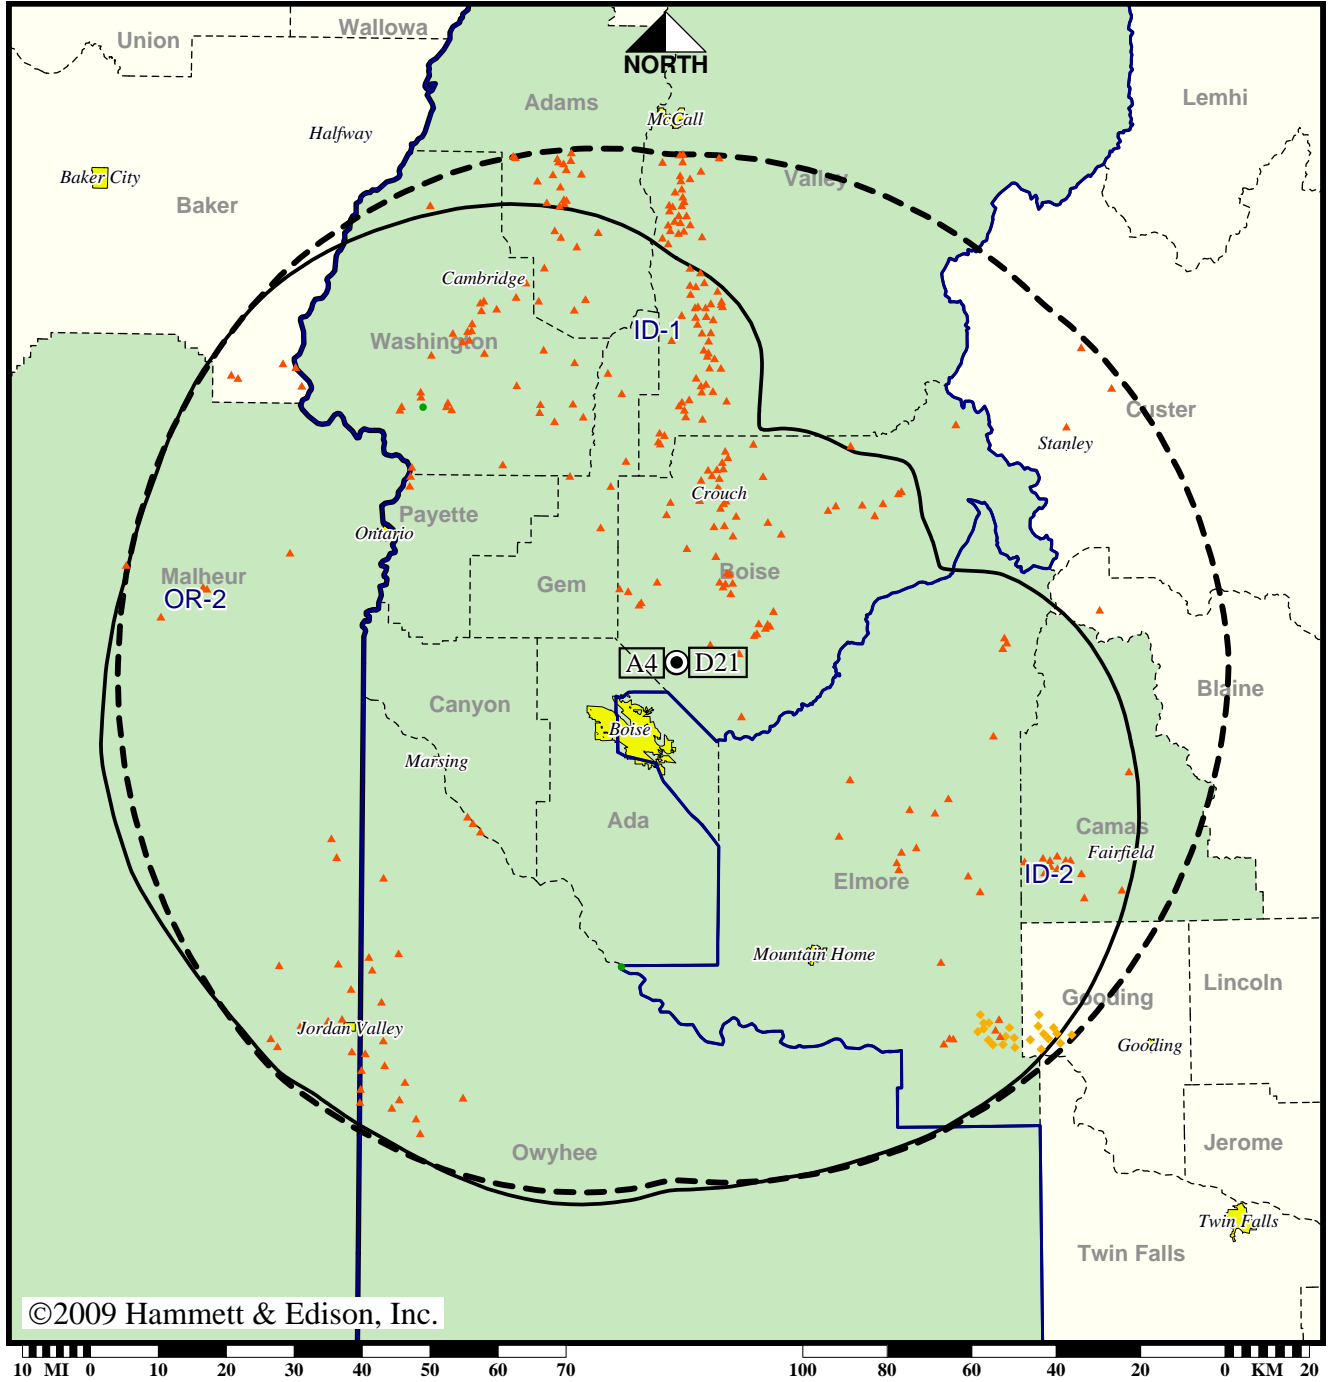 Union
Wallowa
NORTH
Adams
McCall
Lemhi
Halfway
Baker City
Valley
Baker
Cambridge
ID-1
Washington
Custer
Stanley
Crouch
Payette
Ontario
Malheur
OR-2
Gem
Boise
A4
D21
Blaine
Canyon
Boise
Marsing
Ada
Camas
Fairfield
Elmore
ID-2
Mountain Home
Lincoln
Gooding
Jordan Valley
Gooding
Jerome
Owyhee
Twin Falls
Twin Falls
©2009 Hammett & Edison, Inc.
10 MI 0 10 20 30 40 50 60 70 100 80 60 40 20 0 KM 20